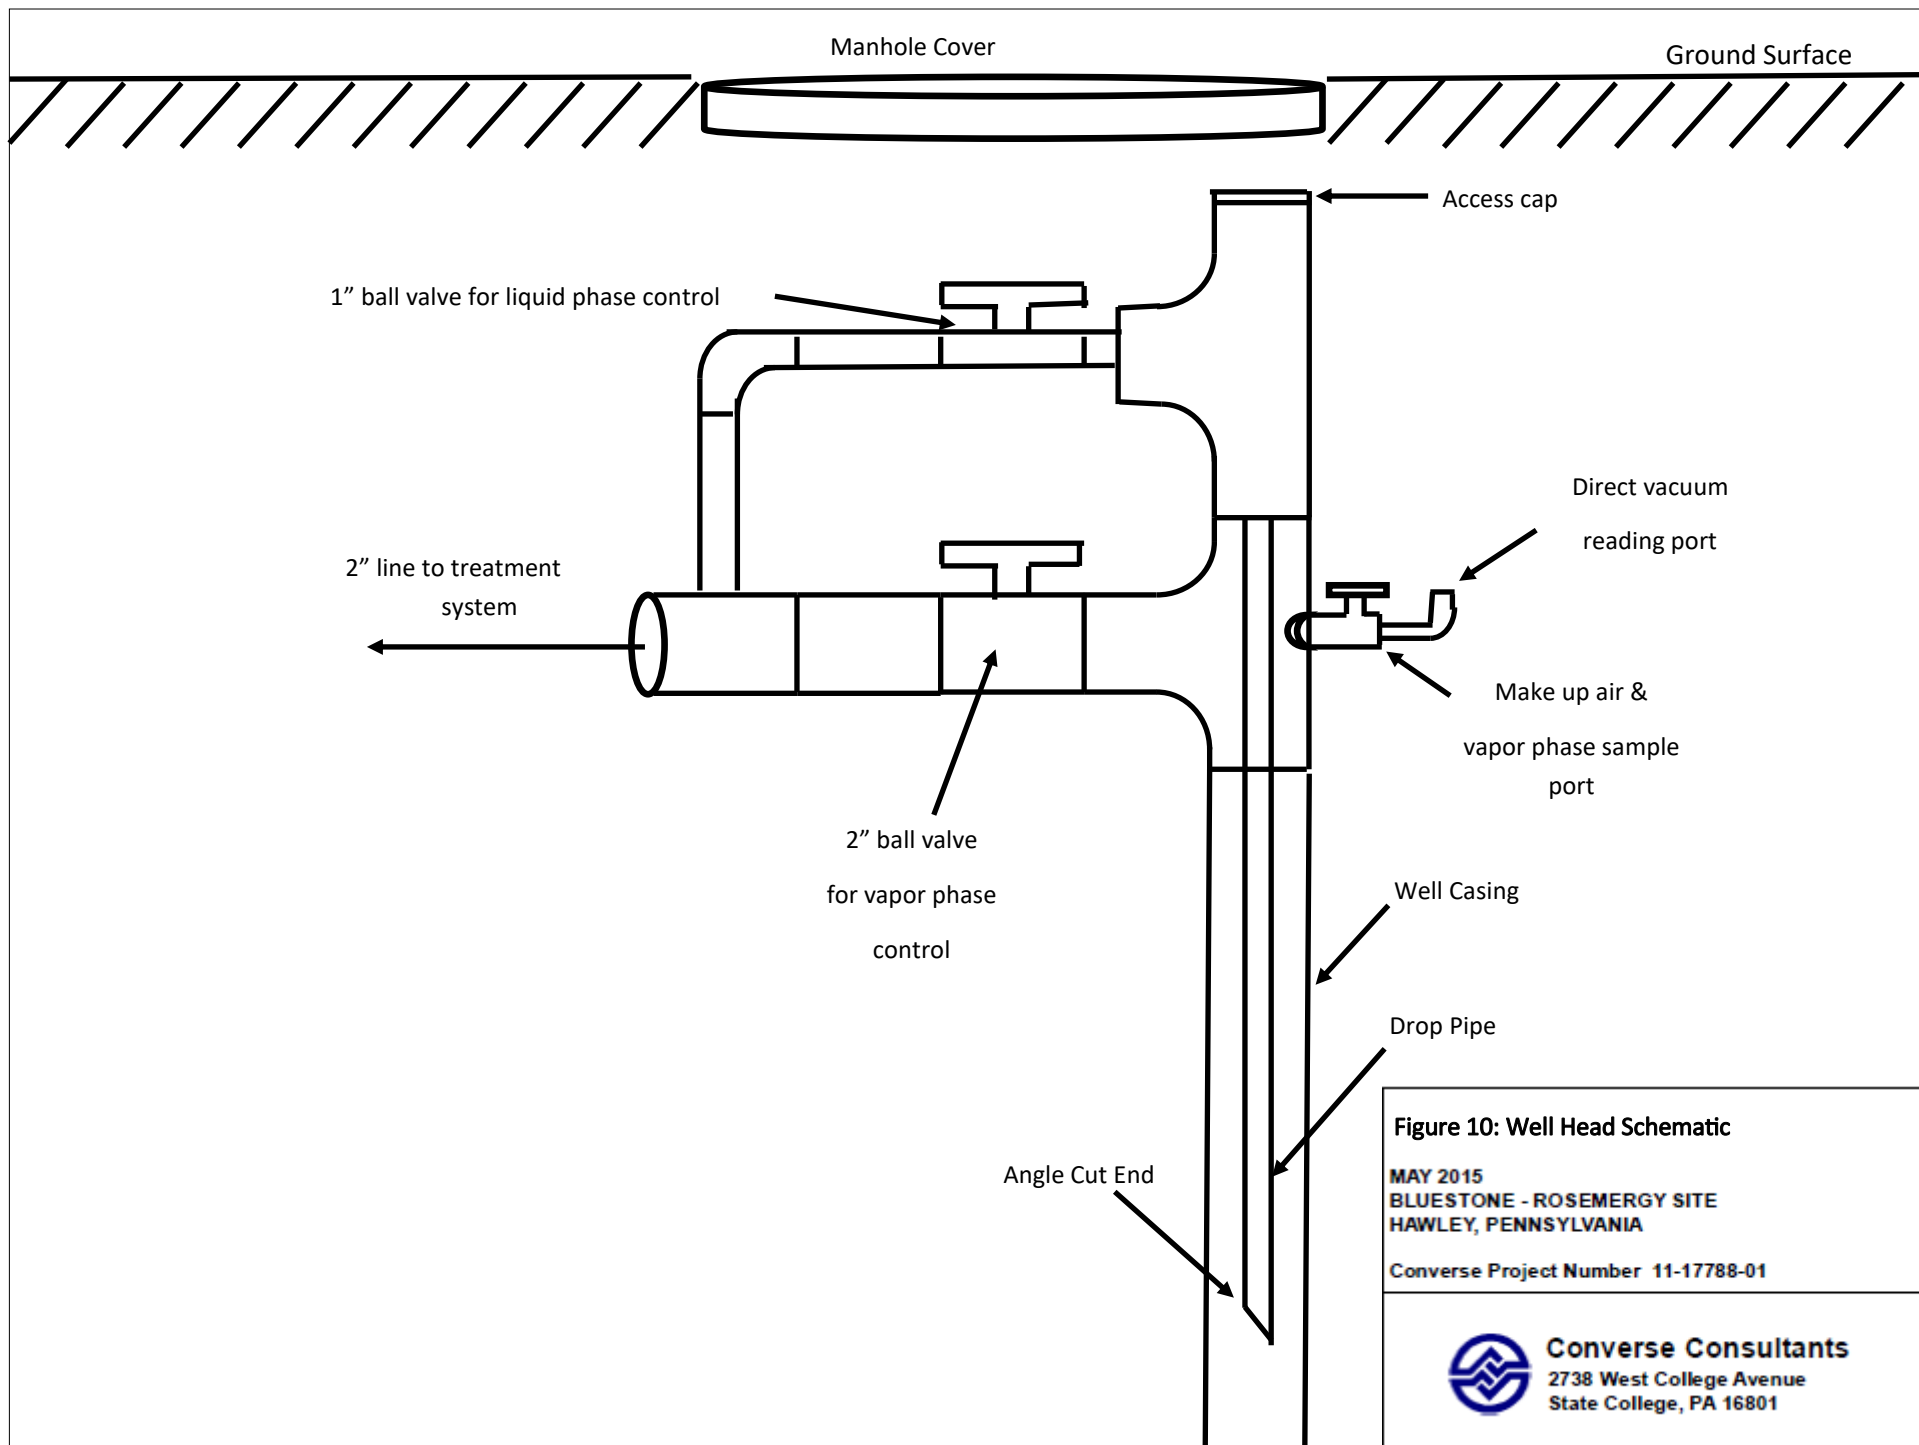 Manhole Cover
Ground Surface
Access cap
1” ball valve for liquid phase control
Direct vacuum
reading port
2” line to treatment
system
Make up air &
vapor phase sample
port
2” ball valve
for vapor phase
control
Well Casing
Drop Pipe
Angle Cut End
Figure 10: Well Head Schematic
MAY 2015
BLUESTONE - ROSEMERGY SITE
HAWLEY, PENNSYLVANIA
Converse Project Number 11-17788-01
Converse Consultants
2738 West College Avenue
State College, PA 16801